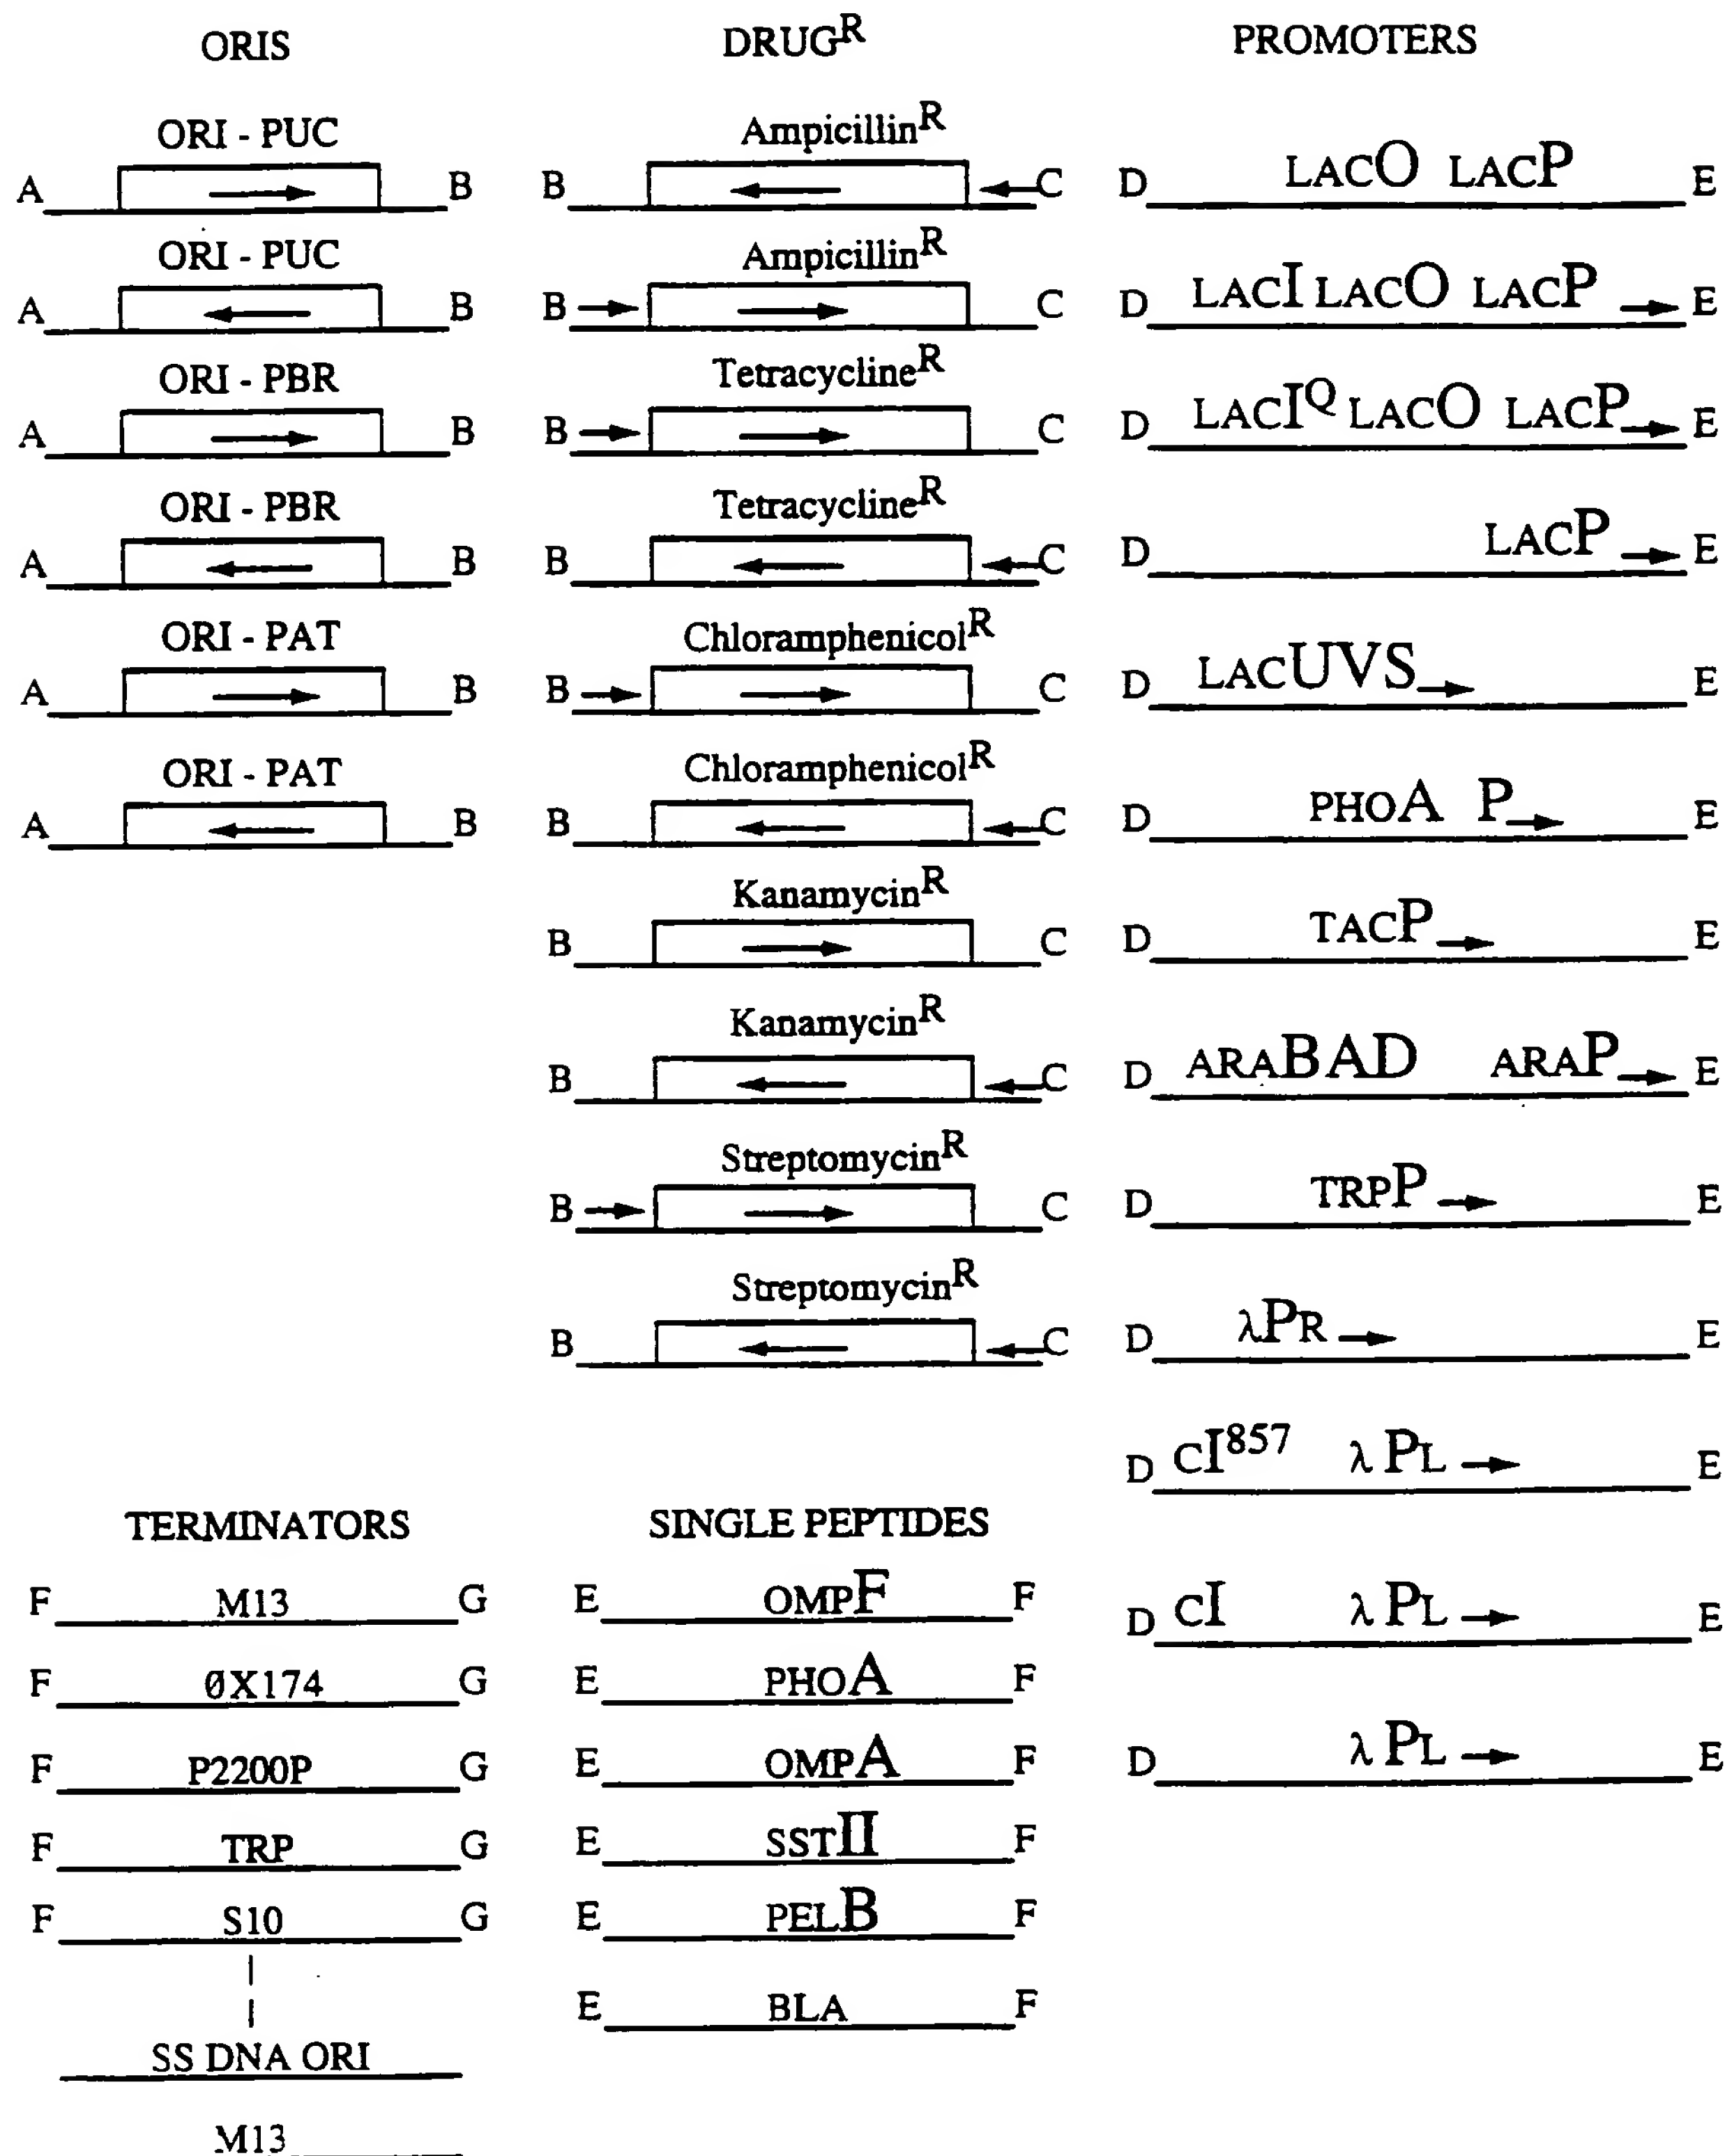 ORIS
ORI - PUC
A B
ORI - PUC
A B
ORI - PBR
A B
ORI - PBR
A B
ORI - PAT
A B
ORI - PAT
A B
DRUGR
AmpicillinR
B C
AmpicillinR
B C
TetracyclineR
B C
TetracyclineR
B C
ChloramphenicolR
B C
ChloramphenicolR
B C
KanamycinR
B C
KanamycinR
B C
StreptomycinR
B C
StreptomycinR
B C
PROMOTERS
D LACO LACP E
D LACI LACO LACP E
D LACIQ LACO LACP E
D LACP E
D LACUVS E
D PHOA P E
D TACP E
D ARABAD ARAP E
D TRPP E
D λPR E
D CI857 λ PL E
D CI λ PL E
D λ PL E
TERMINATORS
F M13 G
F ØX174 G
F P2200P G
F TRP G
F S10 G
SS DNA ORI
M13
SINGLE PEPTIDES
E OMPF F
E PHOA F
E OMPA F
E SSTII F
E PELB F
E BLA F